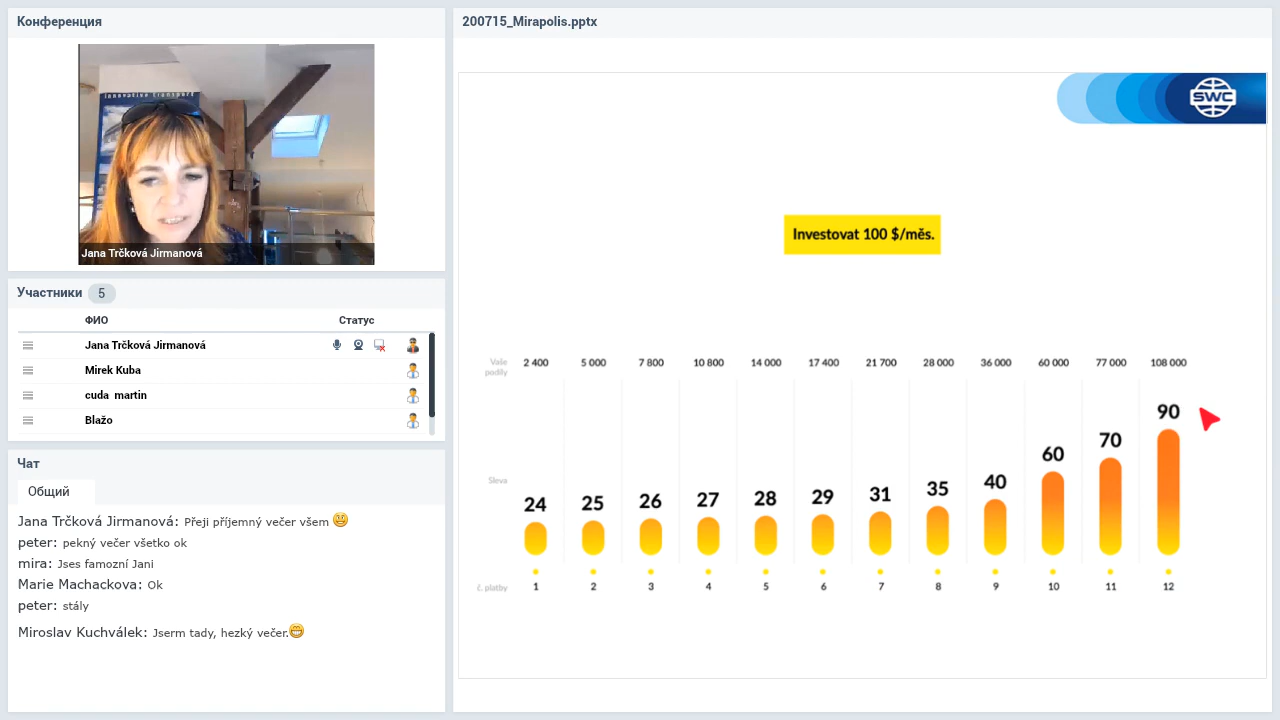 Конференция
innovative transport
Jana Trčková Jirmanová
Участники 5
ФИО Статус
Jana Trčková Jirmanová
Mirek Kuba
cuda martin
Blažo
Чат
Общий
Jana Trčková Jirmanová: Přeji příjemný večer všem
peter: pekný večer všetko ok
mira: Jses famozní Jani
Marie Machackova: Ok
peter: stály
Miroslav Kuchválek: Jserm tady, hezký večer.
200715_Mirapolis.pptx
SWC
Investovat 100 $/měs.
Vaše
podíly
2 400 5 000 7 800 10 800 14 000 17 400 21 700 28 000 36 000 60 000 77 000 108 000
Sleva
24 25 26 27 28 29 31 35 40 60 70 90
č. platby 1 2 3 4 5 6 7 8 9 10 11 12